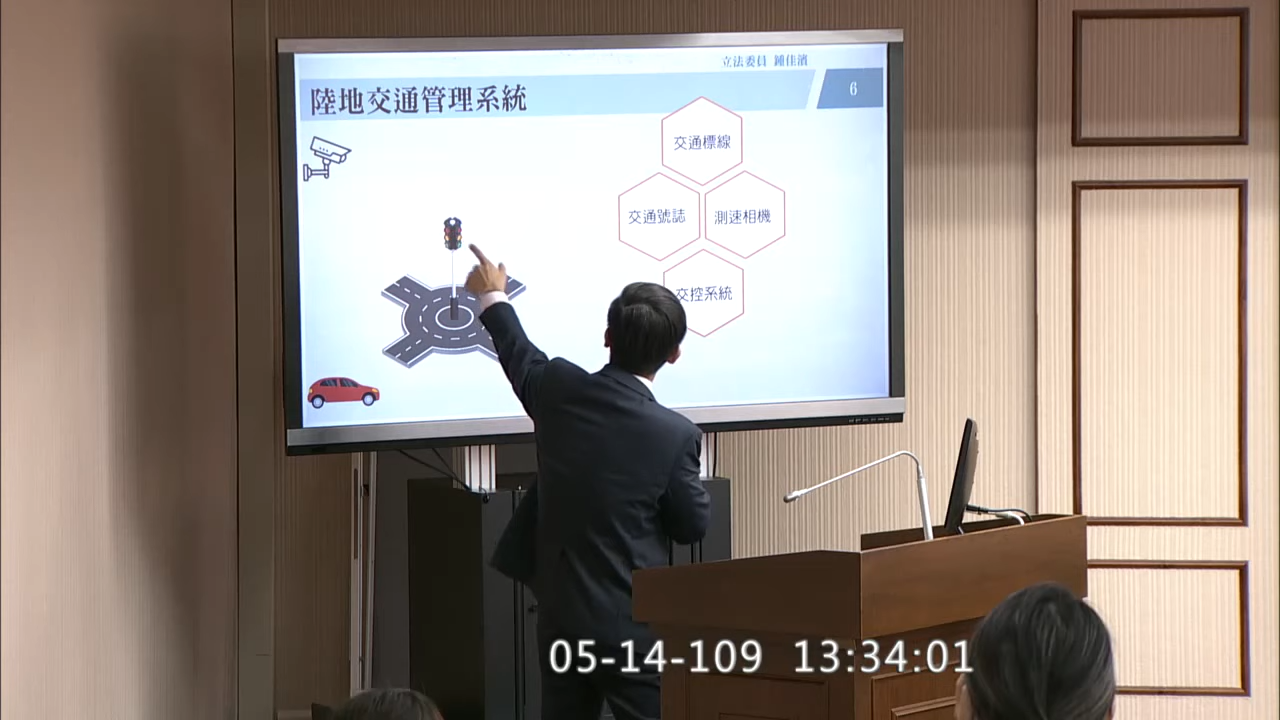 立法委員 鍾佳濱
陸地交通管理系統
6
交通標線
交通號誌
測速相機
交控系統
05-14-109 13:34:01